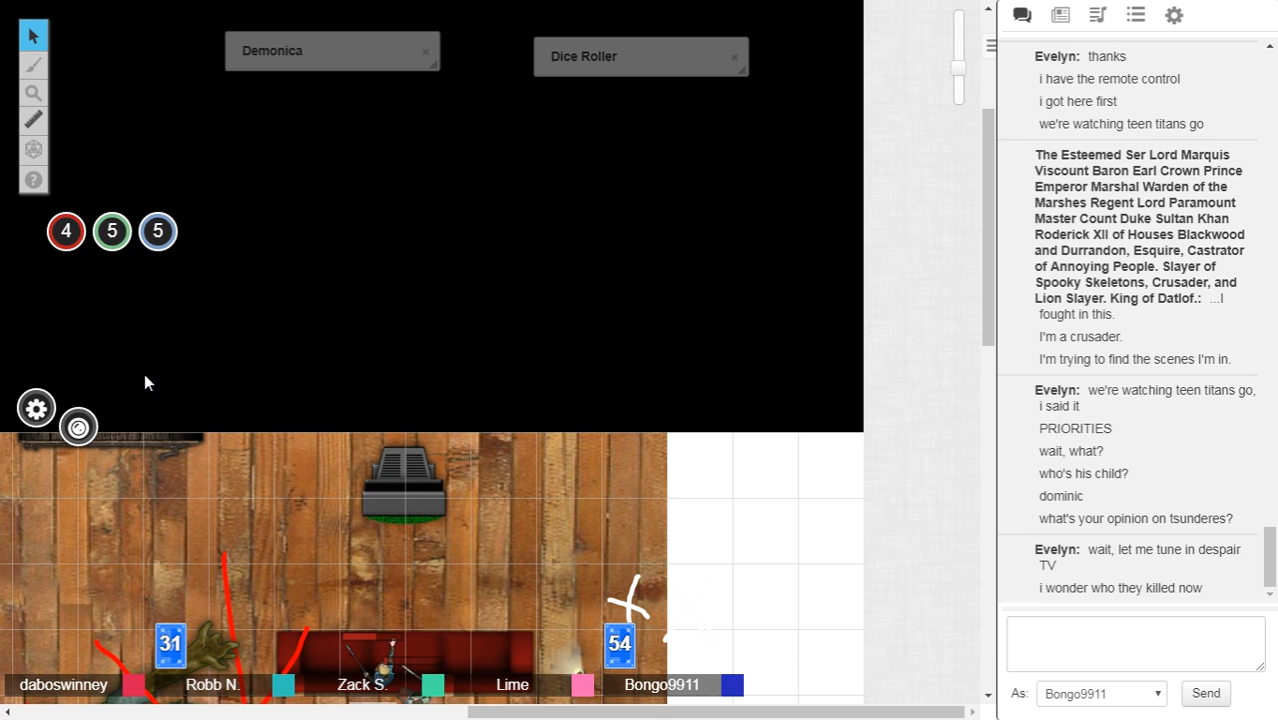 Demonica
Dice Roller
4 5 5
31
54
daboswinney
Robb N.
Zack S.
Lime
Bongo9911
Evelyn: thanks
i have the remote control
i got here first
we're watching teen titans go
The Esteemed Ser Lord Marquis
Viscount Baron Earl Crown Prince
Emperor Marshal Warden of the
Marshes Regent Lord Paramount
Master Count Duke Sultan Khan
Roderick XII of Houses Blackwood
and Durrandon, Esquire, Castrator
of Annoying People. Slayer of
Spooky Skeletons, Crusader, and
Lion Slayer. King of Datlof.: ...I
fought in this.
I'm a crusader.
I'm trying to find the scenes I'm in.
Evelyn: we're watching teen titans go,
i said it
PRIORITIES
wait, what?
who's his child?
dominic
what's your opinion on tsunderes?
Evelyn: wait, let me tune in despair
TV
i wonder who they killed now
As:
Bongo9911
Send